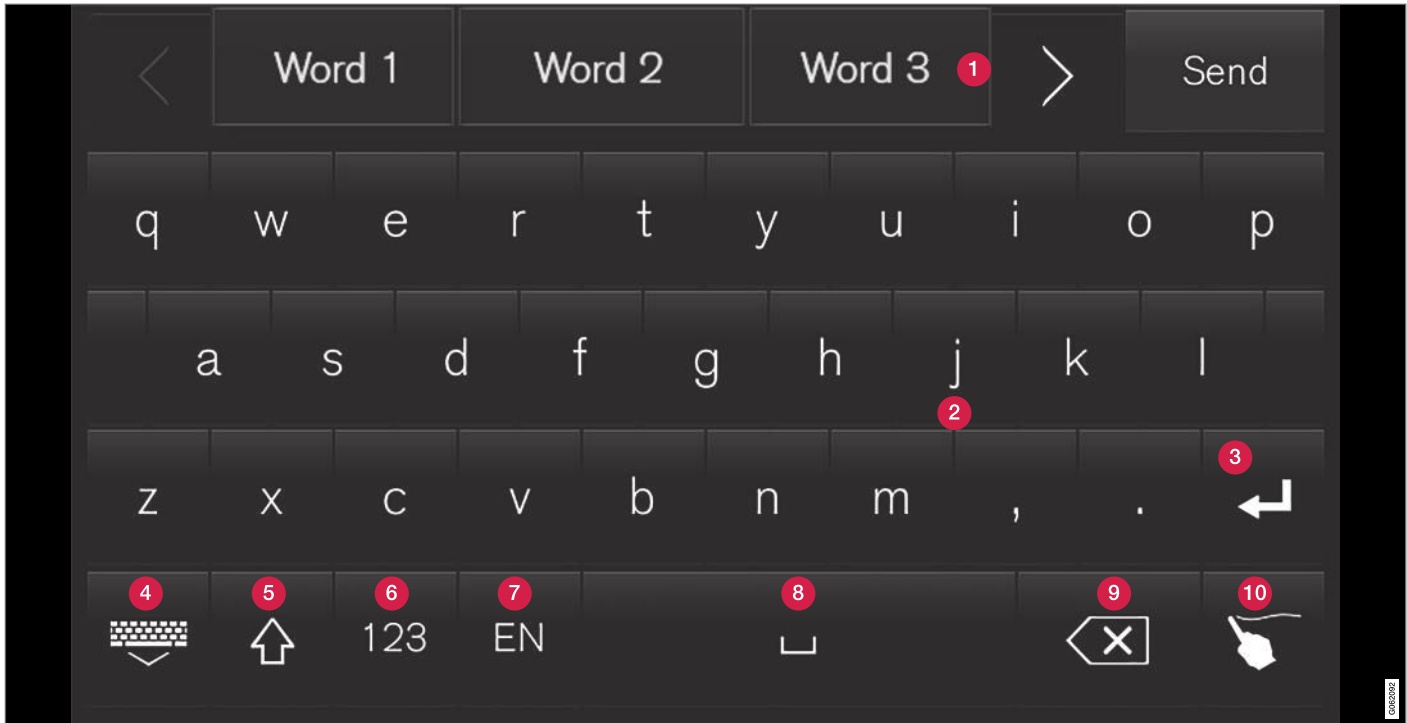 Word 1 Word 2 Word 3 1 Send
q w e r t y u i o p
a s d f g h j k l
2
3
z x c v b n m , .
4 5 6 7 8 9 10
123 EN
G062092